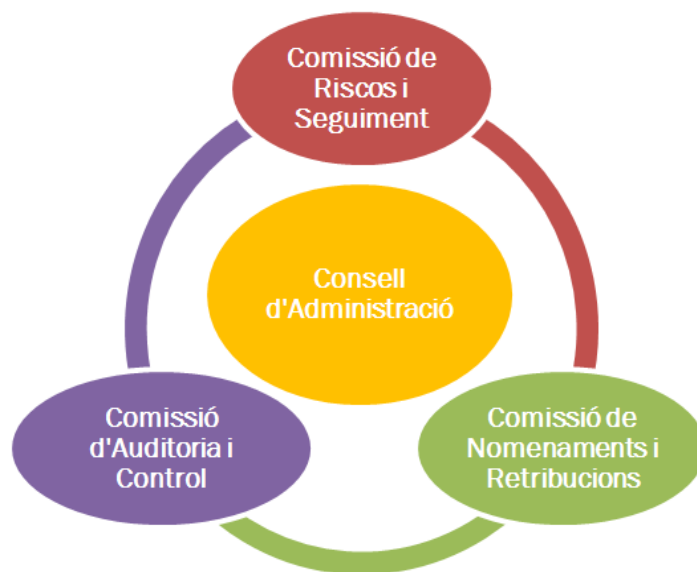 Comissió de
Riscos i
Seguiment
Consell
d'Administració
Comissió
d'Auditoria i
Control
Comissió de
Nomenaments i
Retribucions